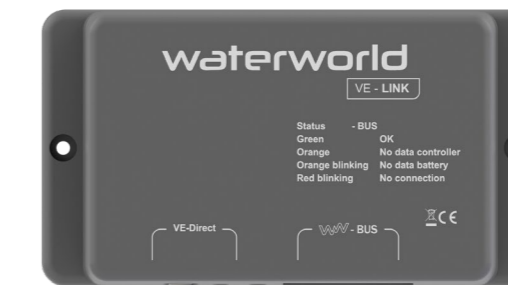 waterworld
VE - LINK
Status - BUS
Green OK
Orange No data controller
Orange blinking No data battery
Red blinking No connection
CE
VE-Direct
WW - BUS